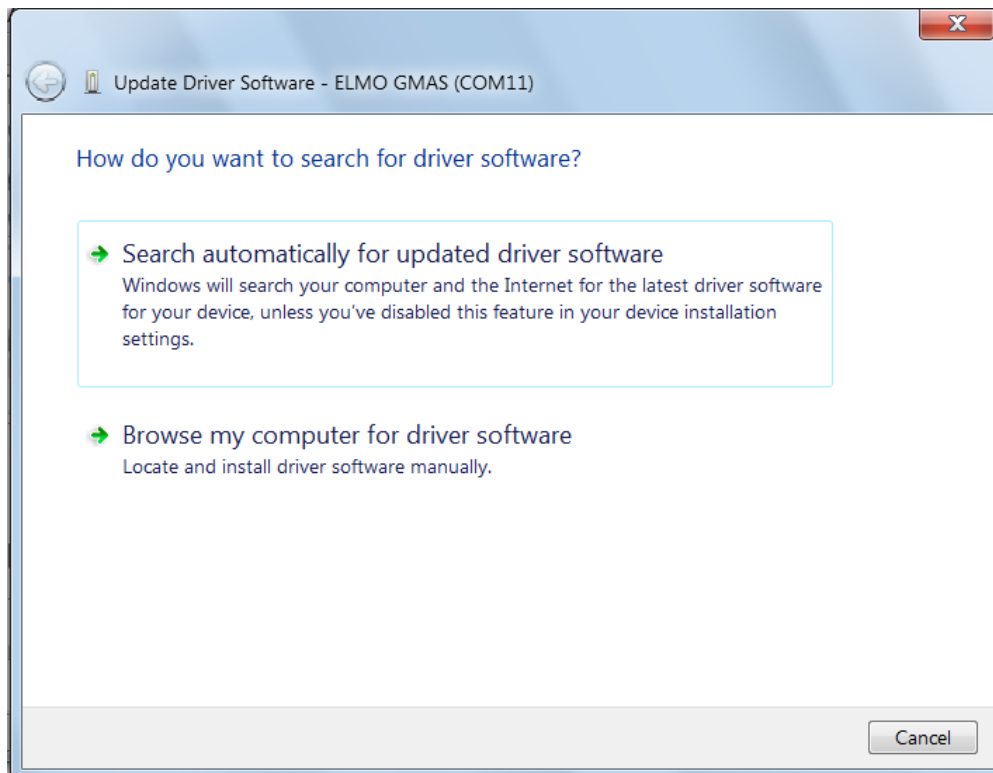 X
Update Driver Software - ELMO GMAS (COM11)
How do you want to search for driver software?
Search automatically for updated driver software
Windows will search your computer and the Internet for the latest driver software
for your device, unless you've disabled this feature in your device installation
settings.
Browse my computer for driver software
Locate and install driver software manually.
Cancel